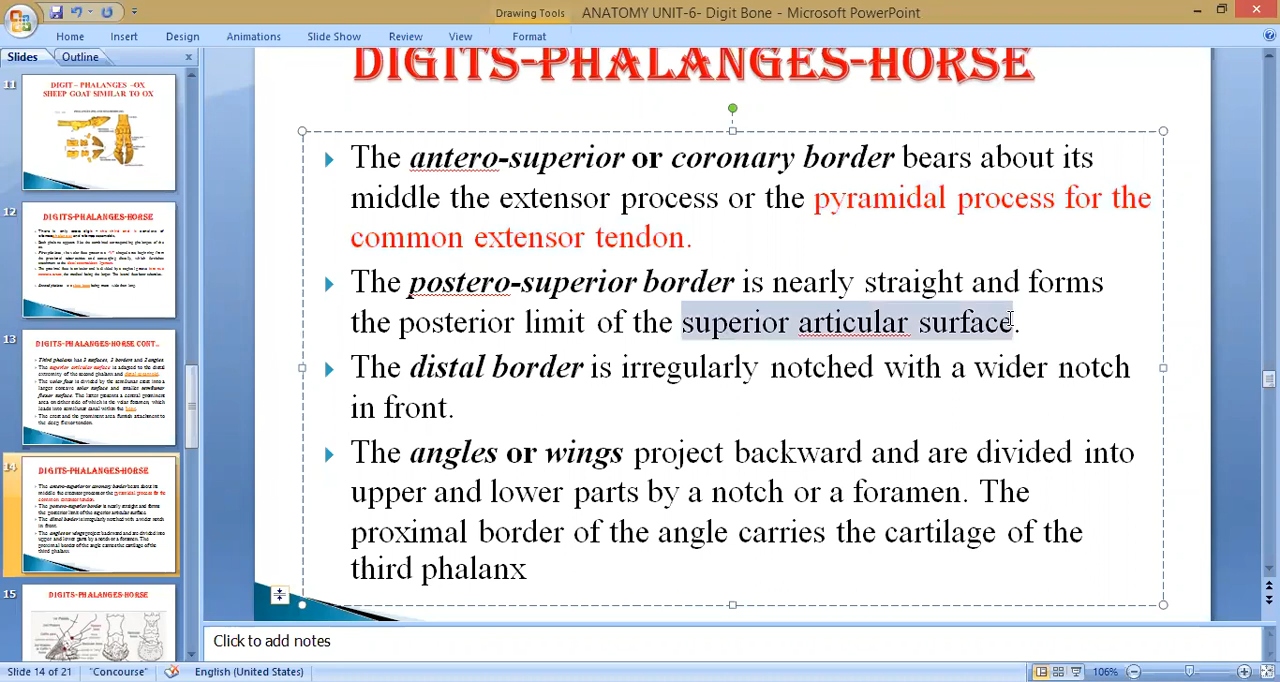 Drawing Tools
ANATOMY UNIT-6- Digit Bone - Microsoft PowerPoint
Home Insert Design Animations Slide Show Review View Format
Slides Outline
11
DIGIT – PHALANGES –OX
SHEEP GOAT SIMILAR TO OX
12
DIGITS-PHALANGES-HORSE
13
DIGITS-PHALANGES-HORSE CONT..
14
DIGITS-PHALANGES-HORSE
15
DIGITS-PHALANGES-HORSE
DIGITS-PHALANGES-HORSE
The antero-superior or coronary border bears about its
middle the extensor process or the pyramidal process for the
common extensor tendon.
The postero-superior border is nearly straight and forms
the posterior limit of the superior articular surface.
The distal border is irregularly notched with a wider notch
in front.
The angles or wings project backward and are divided into
upper and lower parts by a notch or a foramen. The
proximal border of the angle carries the cartilage of the
third phalanx
Click to add notes
Slide 14 of 21 "Concourse" English (United States) 106%